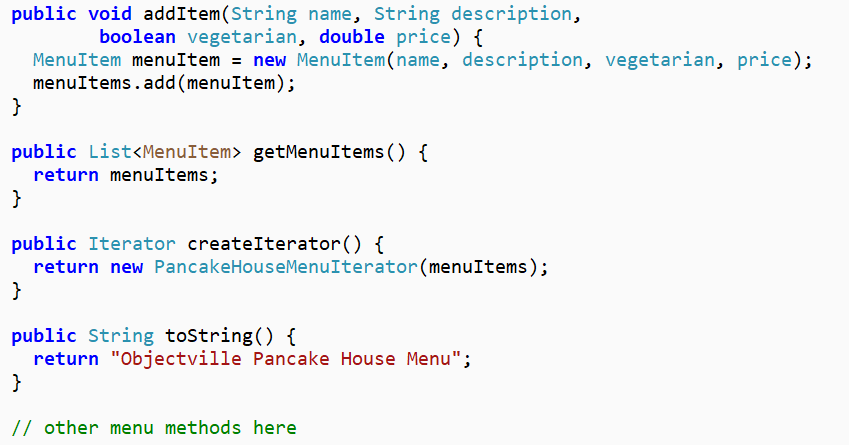 public void addItem(String name, String description,
        boolean vegetarian, double price) {
  MenuItem menuItem = new MenuItem(name, description, vegetarian, price);
  menuItems.add(menuItem);
}

public List<MenuItem> getMenuItems() {
  return menuItems;
}

public Iterator createIterator() {
  return new PancakeHouseMenuIterator(menuItems);
}

public String toString() {
  return "Objectville Pancake House Menu";
}

// other menu methods here